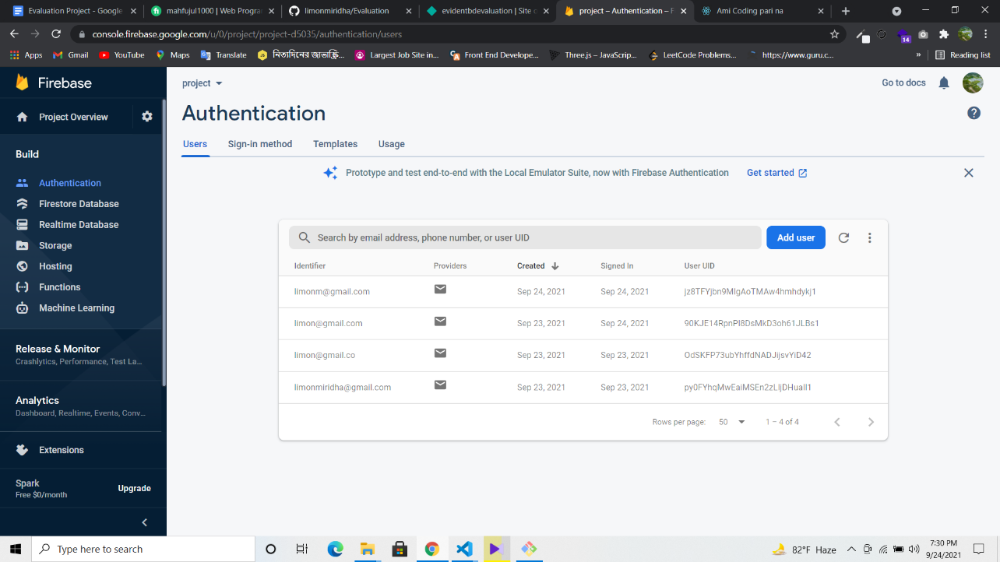 Evaluation Project - Google
mahfujul1000 | Web Progra
limonmiridha/Evaluation
evidentbdevaluation | Site o
project – Authentication – F
Ami Coding pari na
console.firebase.google.com/u/0/project/project-d5035/authentication/users
14
Apps Gmail YouTube Maps Translate Largest Job Site in... Front End Develope... Three.js – JavaScrip... LeetCode Problems... https://www.guru.c... » Reading list
Firebase
project
Go to docs
Project Overview
Authentication
Users Sign-in method Templates Usage
Build
Prototype and test end-to-end with the Local Emulator Suite, now with Firebase Authentication Get started
Authentication
Firestore Database
Realtime Database
Storage
Hosting
Functions
Machine Learning
Release & Monitor
Crashlytics, Performance, Test La...
Analytics
Dashboard, Realtime, Events, Conv...
Extensions
Spark
Free $0/month
Upgrade
Search by email address, phone number, or user UID
Add user
Identifier Providers Created Signed In User UID
limonm@gmail.com Sep 24, 2021 Sep 24, 2021 jz8TFYjbn9MlgAoTMAw4hmhdykj1
limon@gmail.com Sep 23, 2021 Sep 24, 2021 90KJE14RpnPl8DsMkD3oh61JLBs1
limon@gmail.co Sep 23, 2021 Sep 23, 2021 OdSKFP73ubYhffdNADJijsvYiD42
limonmiridha@gmail.com Sep 23, 2021 Sep 23, 2021 py0FYhqMwEaiMSEn2zLljDHuall1
Rows per page: 50 1 – 4 of 4
Type here to search
82°F Haze
7:30 PM
9/24/2021